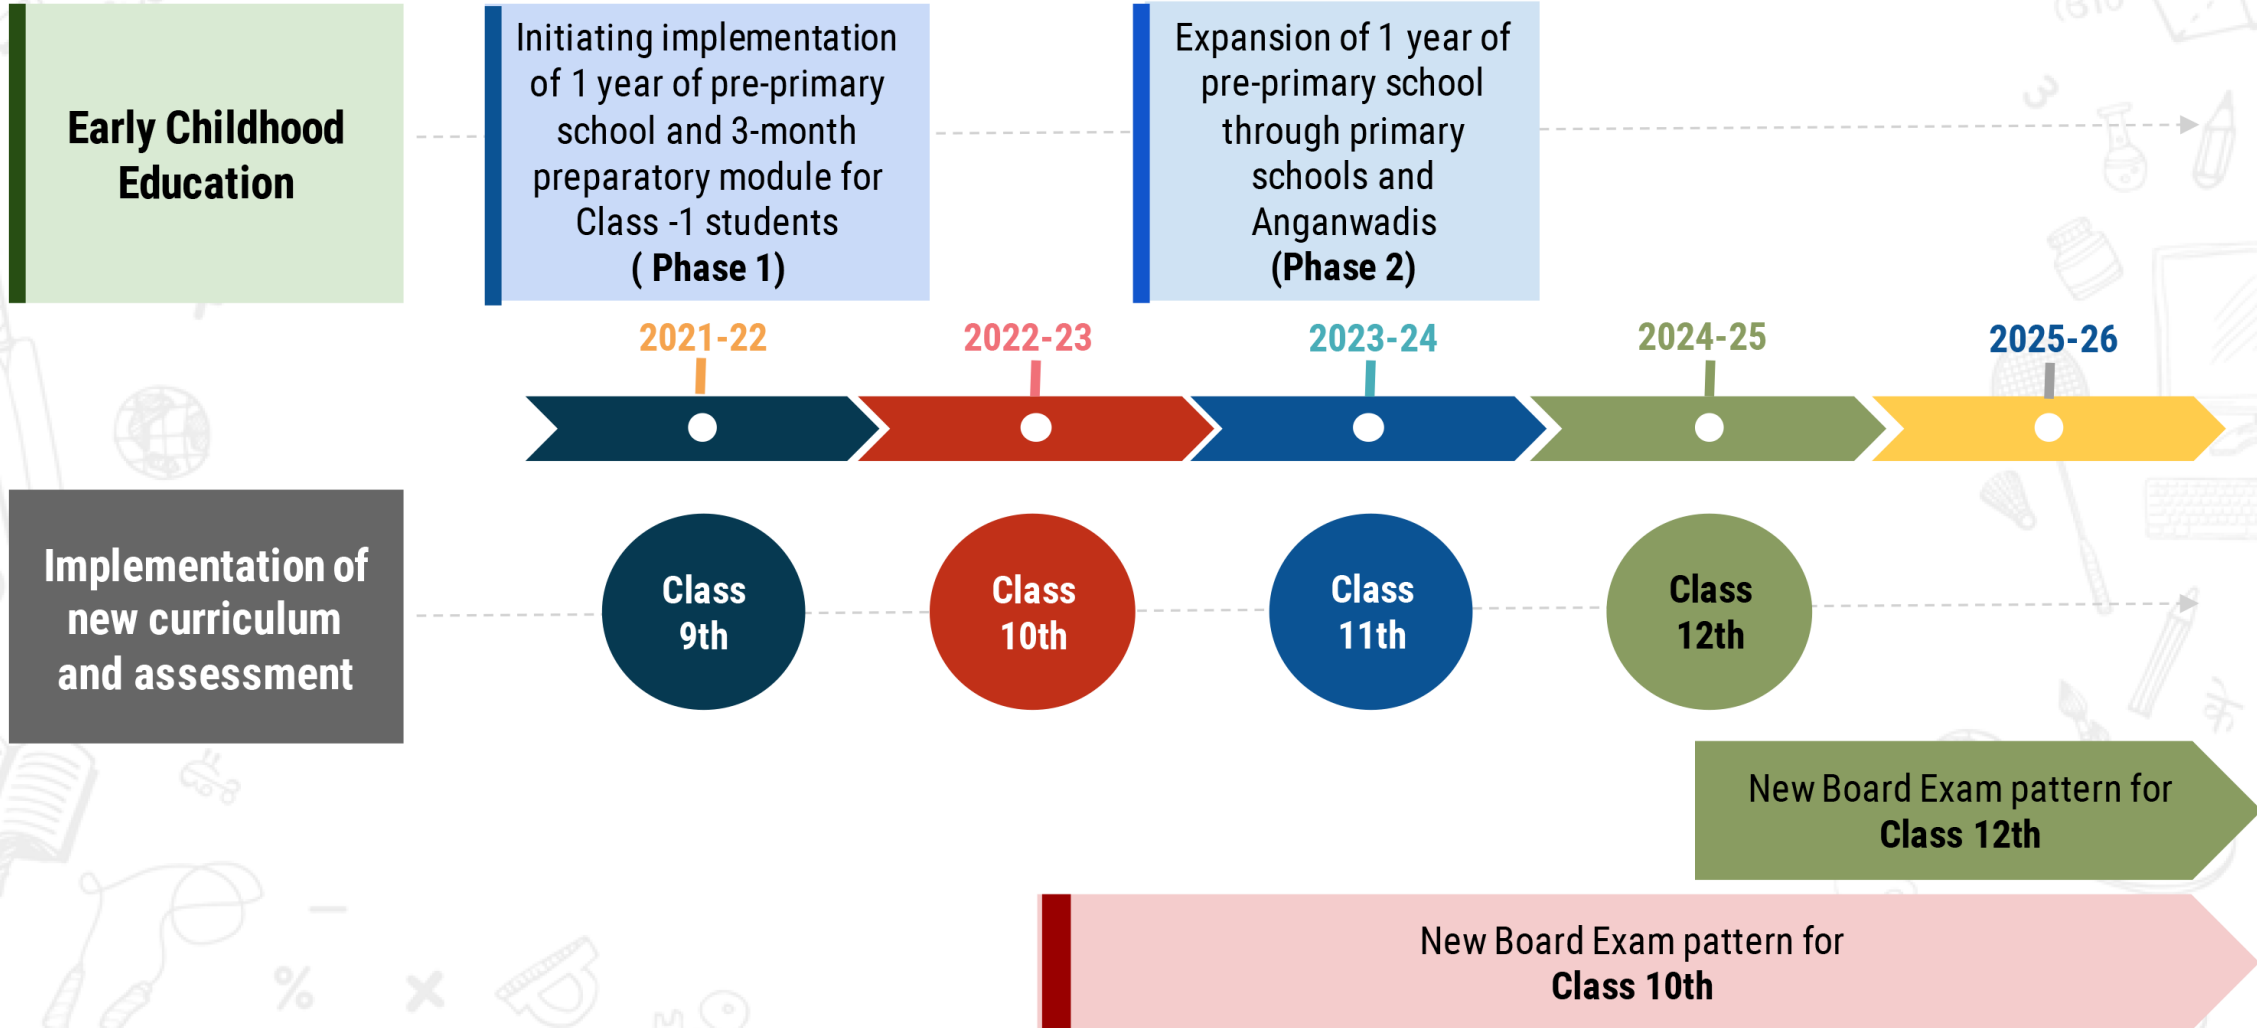 Early Childhood
Education
Initiating implementation
of 1 year of pre-primary
school and 3-month
preparatory module for
Class -1 students
( Phase 1)
Expansion of 1 year of
pre-primary school
through primary
schools and
Anganwadis
(Phase 2)
2021-22
2022-23
2023-24
2024-25
2025-26
Implementation of
new curriculum
and assessment
Class
9th
Class
10th
Class
11th
Class
12th
New Board Exam pattern for
Class 12th
New Board Exam pattern for
Class 10th